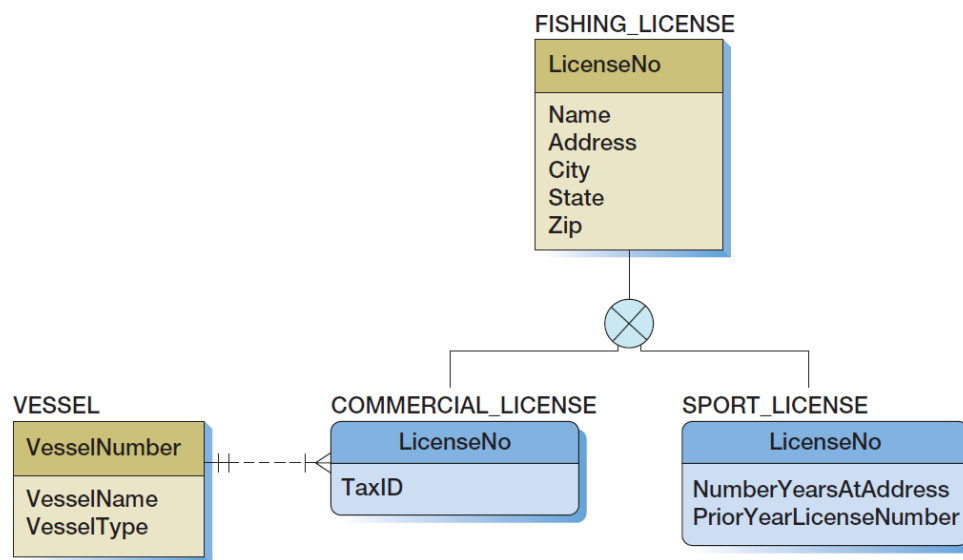 FISHING_LICENSE
LicenseNo
Name
Address
City
State
Zip
VESSEL
VesselNumber
VesselName
VesselType
COMMERCIAL_LICENSE
LicenseNo
TaxID
SPORT_LICENSE
LicenseNo
NumberYearsAtAddress
PriorYearLicenseNumber